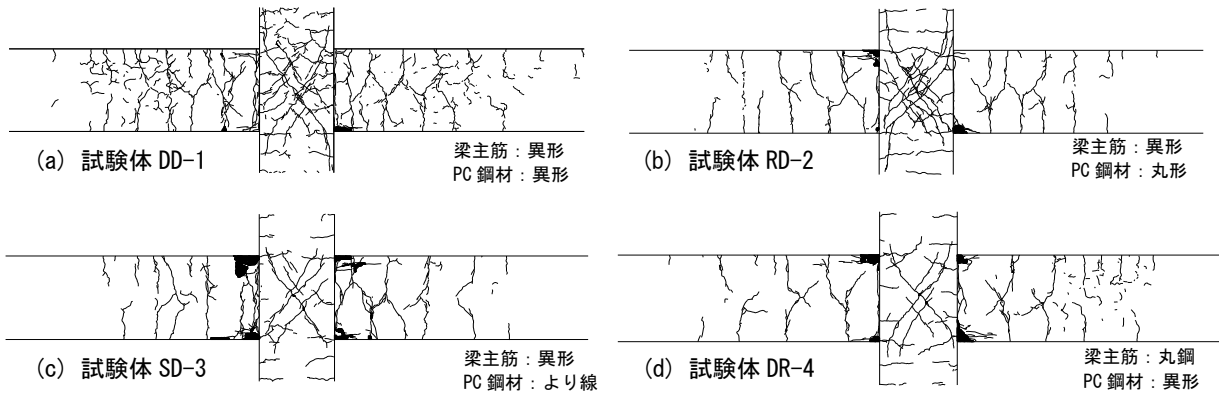 (a) 試験体 DD-1
梁主筋：異形
PC 鋼材：異形
(b) 試験体 RD-2
梁主筋：異形
PC 鋼材：丸形
(c) 試験体 SD-3
梁主筋：異形
PC 鋼材：より線
(d) 試験体 DR-4
梁主筋：丸鋼
PC 鋼材：異形